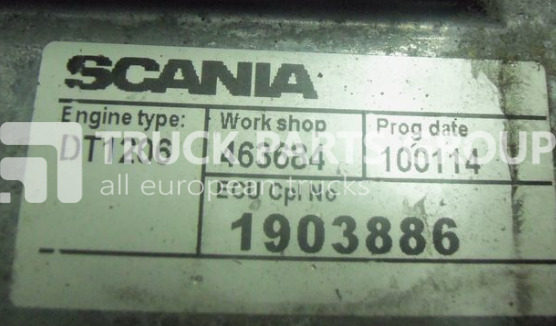 SCANIA
Engine type: Work shop Prog date
DT1206 463684 100114
ECU Cpl No
1903886
TRUCK PARTS GROUP
all european trucks